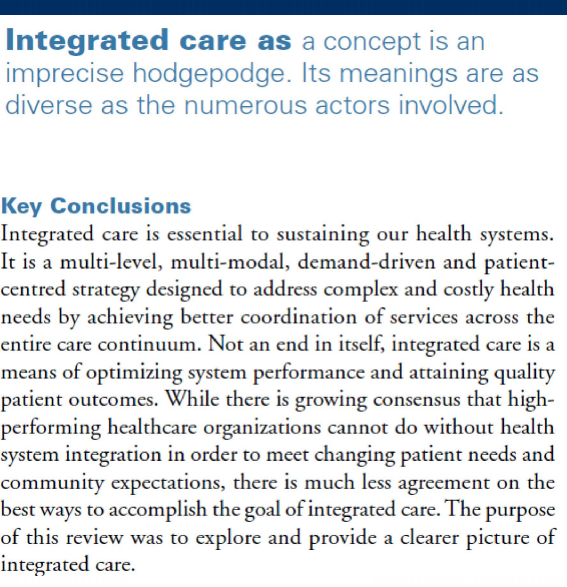 Integrated care as a concept is an
imprecise hodgepodge. Its meanings are as
diverse as the numerous actors involved.
Key Conclusions
Integrated care is essential to sustaining our health systems.
It is a multi-level, multi-modal, demand-driven and patient-
centred strategy designed to address complex and costly health
needs by achieving better coordination of services across the
entire care continuum. Not an end in itself, integrated care is a
means of optimizing system performance and attaining quality
patient outcomes. While there is growing consensus that high-
performing healthcare organizations cannot do without health
system integration in order to meet changing patient needs and
community expectations, there is much less agreement on the
best ways to accomplish the goal of integrated care. The purpose
of this review was to explore and provide a clearer picture of
integrated care.